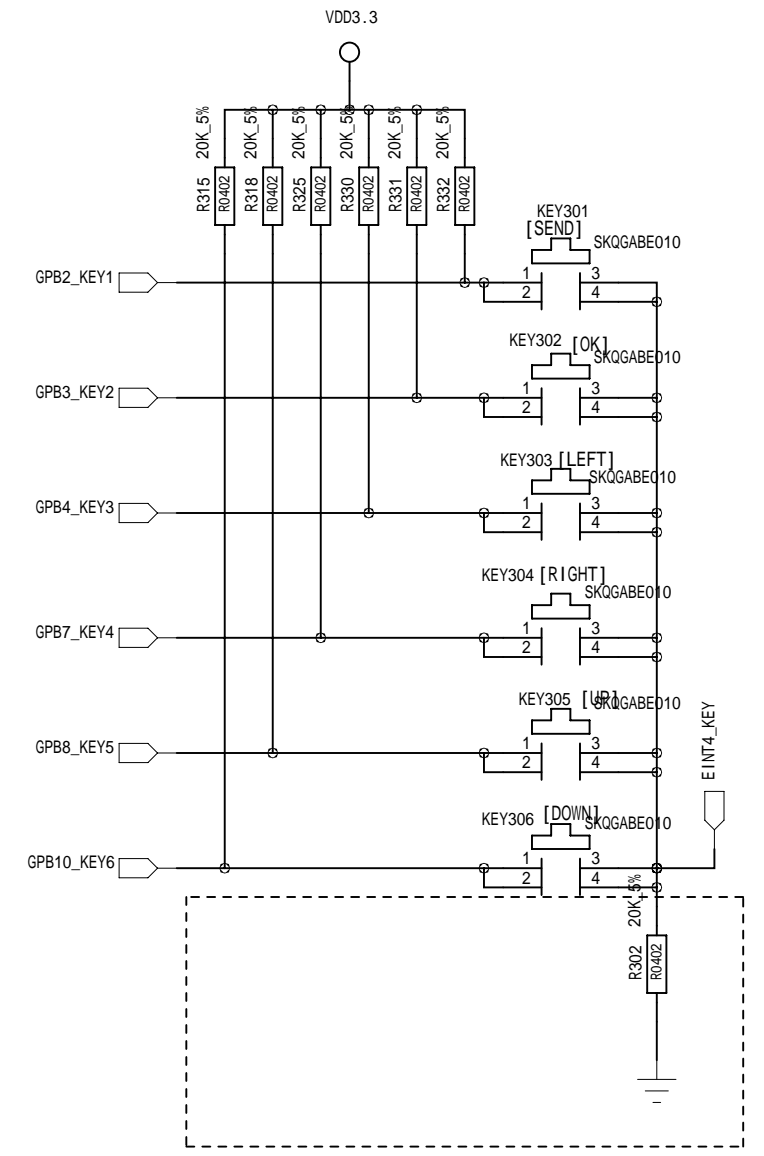 VDD3.3
20K_5% 20K_5% 20K_5% 20K_5% 20K_5% 20K_5%
R315 R318 R325 R330 R331 R332
R0402 R0402 R0402 R0402 R0402 R0402
KEY301
[SEND]
SKQGABE010
GPB2_KEY1
1 3
2 4
KEY302 [OK]
SKQGABE010
GPB3_KEY2
1 3
2 4
KEY303 [LEFT]
SKQGABE010
GPB4_KEY3
1 3
2 4
KEY304 [RIGHT]
SKQGABE010
GPB7_KEY4
1 3
2 4
KEY305 [UP]
SKQGABE010
EINT4_KEY
GPB8_KEY5
1 3
2 4
KEY306 [DOWN]
SKQGABE010
GPB10_KEY6
1 3
2 4
20K_5%
R302
R0402